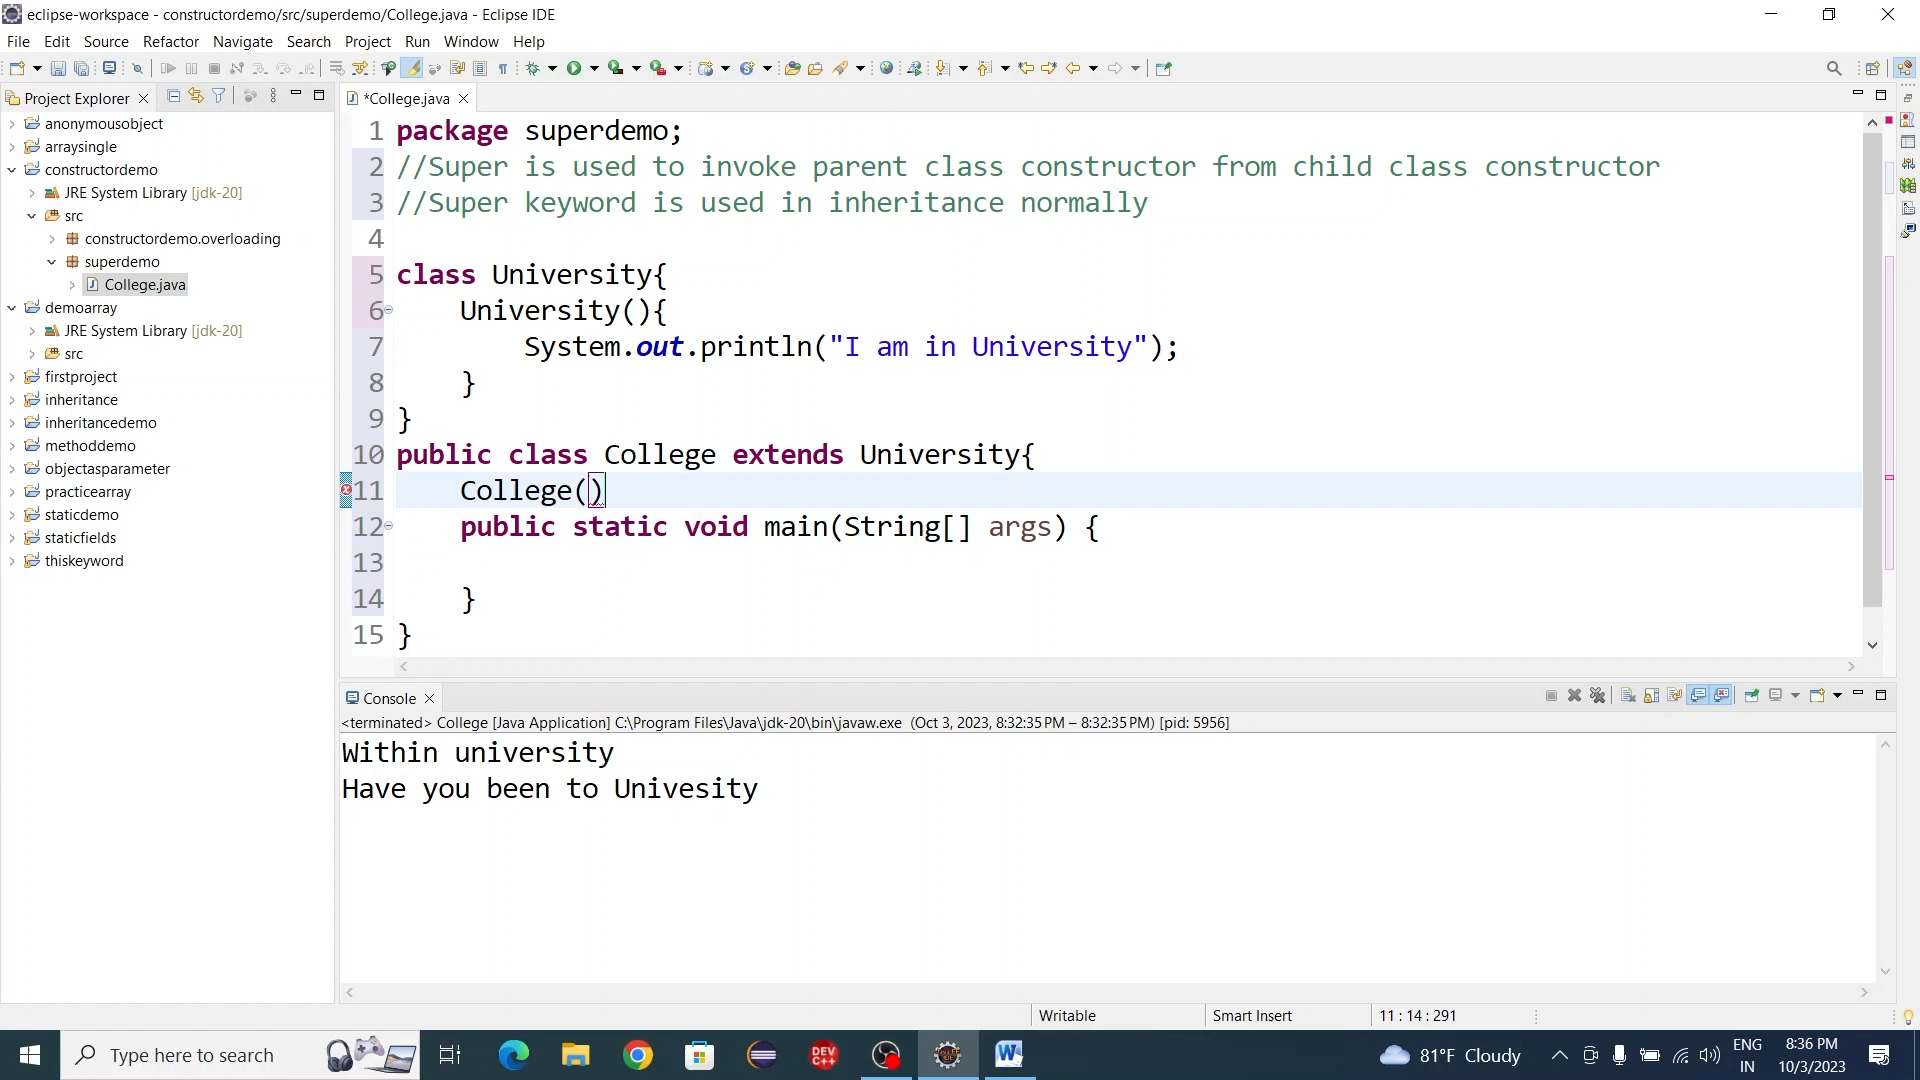 eclipse-workspace - constructordemo/src/superdemo/College.java - Eclipse IDE
File Edit Source Refactor Navigate Search Project Run Window Help
Project Explorer
anonymousobject
arraysingle
constructordemo
JRE System Library [jdk-20]
src
constructordemo.overloading
superdemo
College.java
demoarray
JRE System Library [jdk-20]
src
firstproject
inheritance
inheritancedemo
methoddemo
objectasparameter
practicearray
staticdemo
staticfields
thiskeyword
*College.java
1 package superdemo;
2 //Super is used to invoke parent class constructor from child class constructor
3 //Super keyword is used in inheritance normally
4
5 class University{
6 University(){
7 System.out.println("I am in University");
8 }
9 }
10 public class College extends University{
11 College()
12 public static void main(String[] args) {
13
14 }
15 }
Console
<terminated> College [Java Application] C:\Program Files\Java\jdk-20\bin\javaw.exe (Oct 3, 2023, 8:32:35 PM – 8:32:35 PM) [pid: 5956]
Within university
Have you been to Univesity
Writable Smart Insert 11 : 14 : 291
Type here to search
DEV C++
81°F Cloudy
ENG
IN
8:36 PM
10/3/2023